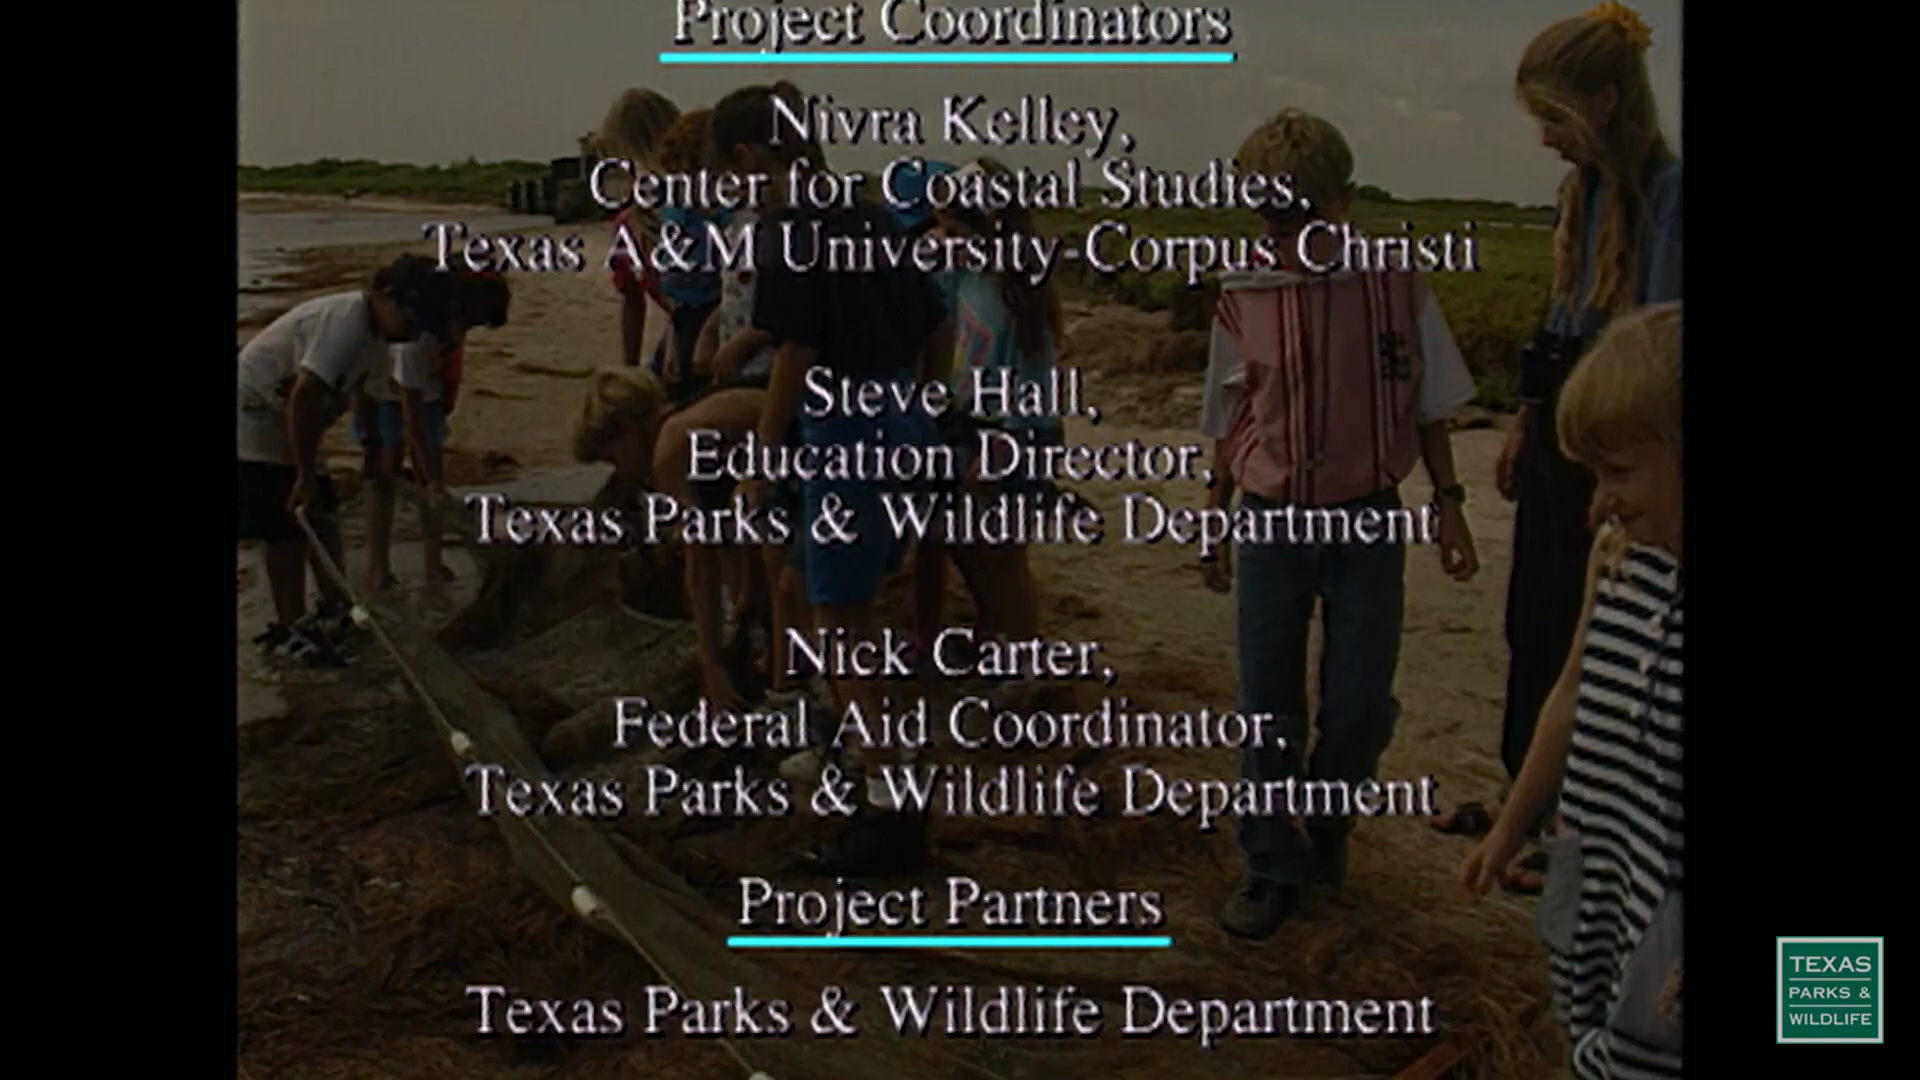 Project Coordinators
Nivra Kelley,
Center for Coastal Studies,
Texas A&M University-Corpus Christi
Steve Hall,
Education Director,
Texas Parks & Wildlife Department
Nick Carter,
Federal Aid Coordinator,
Texas Parks & Wildlife Department
Project Partners
Texas Parks & Wildlife Department
TEXAS
PARKS &
WILDLIFE